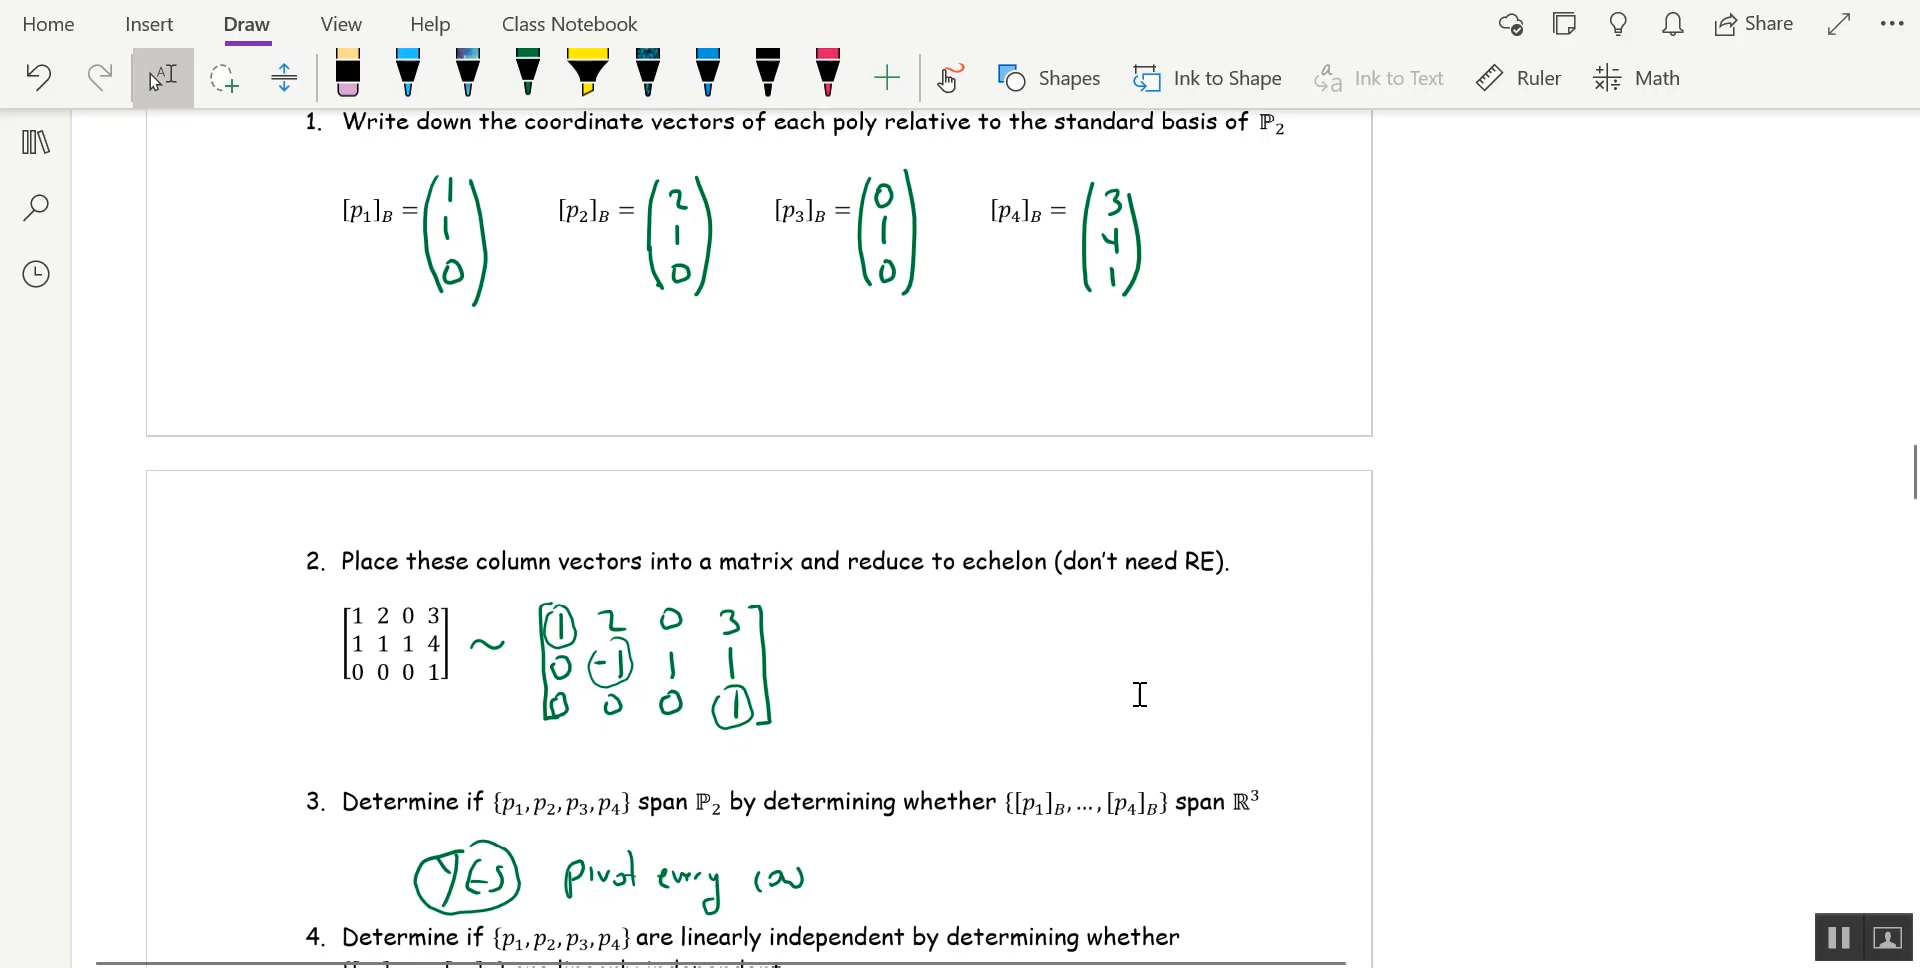 Home Insert Draw View Help Class Notebook Share
Shapes Ink to Shape Ink to Text Ruler Math
1. Write down the coordinate vectors of each poly relative to the standard basis of ℙ₂
[p₁]_B = (1 1 0) [p₂]_B = (2 1 0) [p₃]_B = (0 1 0) [p₄]_B = (3 4 1)
2. Place these column vectors into a matrix and reduce to echelon (don't need RE).
[1 2 0 3 ~ [1 2 0 3
1 1 1 4 0 -1 1 1
0 0 0 1] 0 0 0 1]
3. Determine if {p₁, p₂, p₃, p₄} span ℙ₂ by determining whether {[p₁]_B, …, [p₄]_B} span ℝ³
YES pivot every row
4. Determine if {p₁, p₂, p₃, p₄} are linearly independent by determining whether